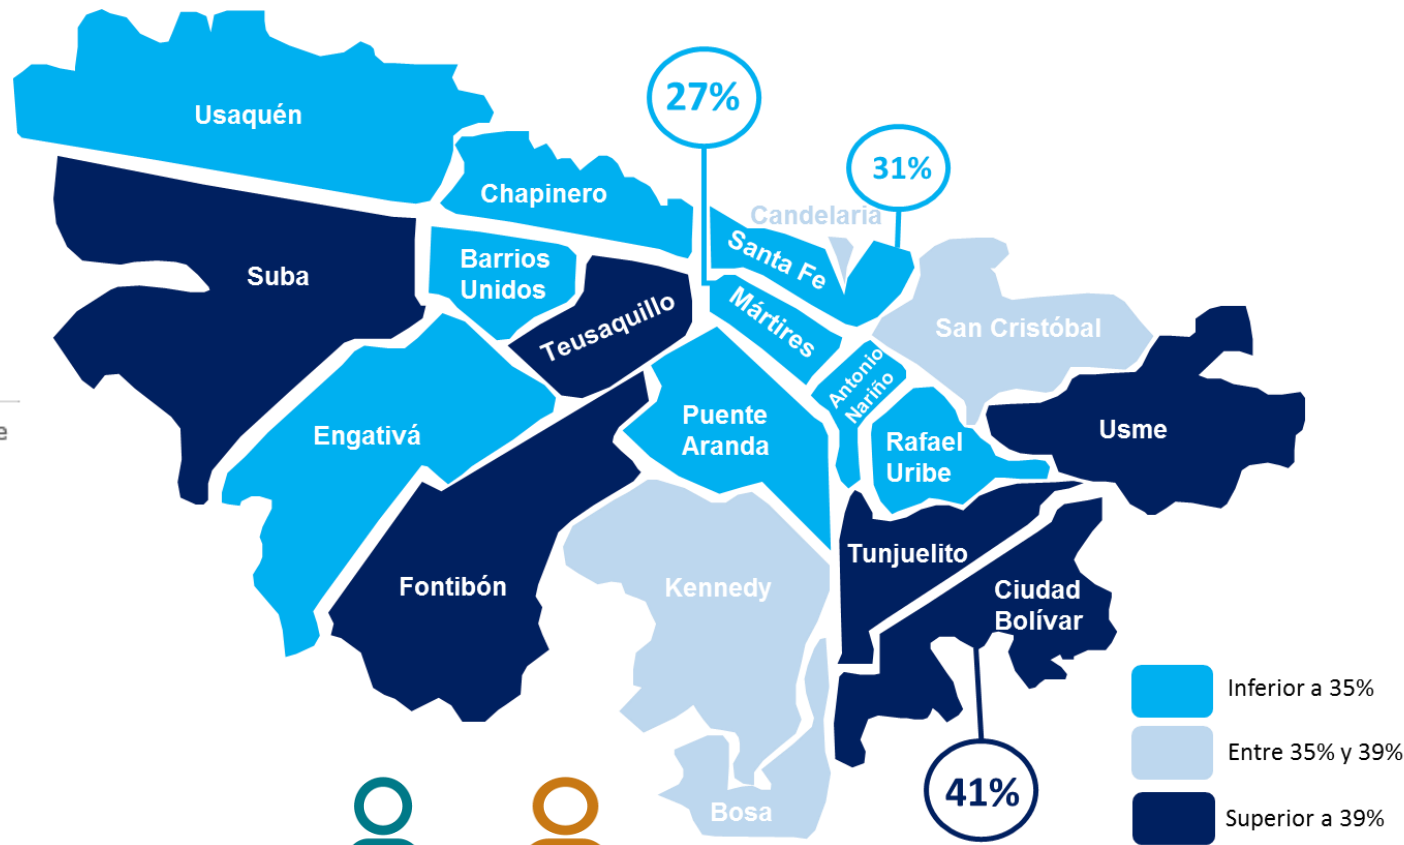 Usaquén
27%
31%
Chapinero
Candelaria
Santa Fe
Suba
Barrios
Unidos
Teusaquillo
Mártires
San Cristóbal
Antonio
Nariño
Engativá
Puente
Aranda
Rafael
Uribe
Usme
e
Fontibón
Kennedy
Tunjuelito
Ciudad
Bolívar
Bosa
41%
Inferior a 35%
Entre 35% y 39%
Superior a 39%